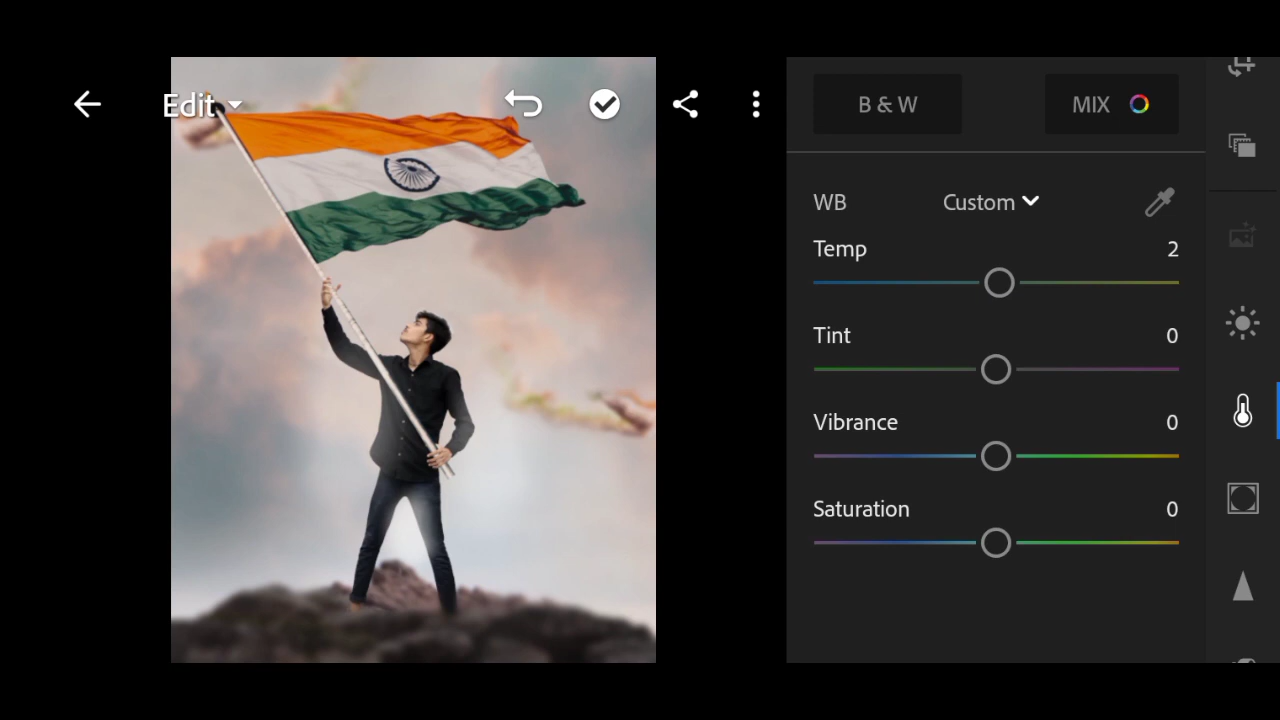 Edit
B & W
MIX
WB
Custom
Temp
2
Tint
0
Vibrance
0
Saturation
0